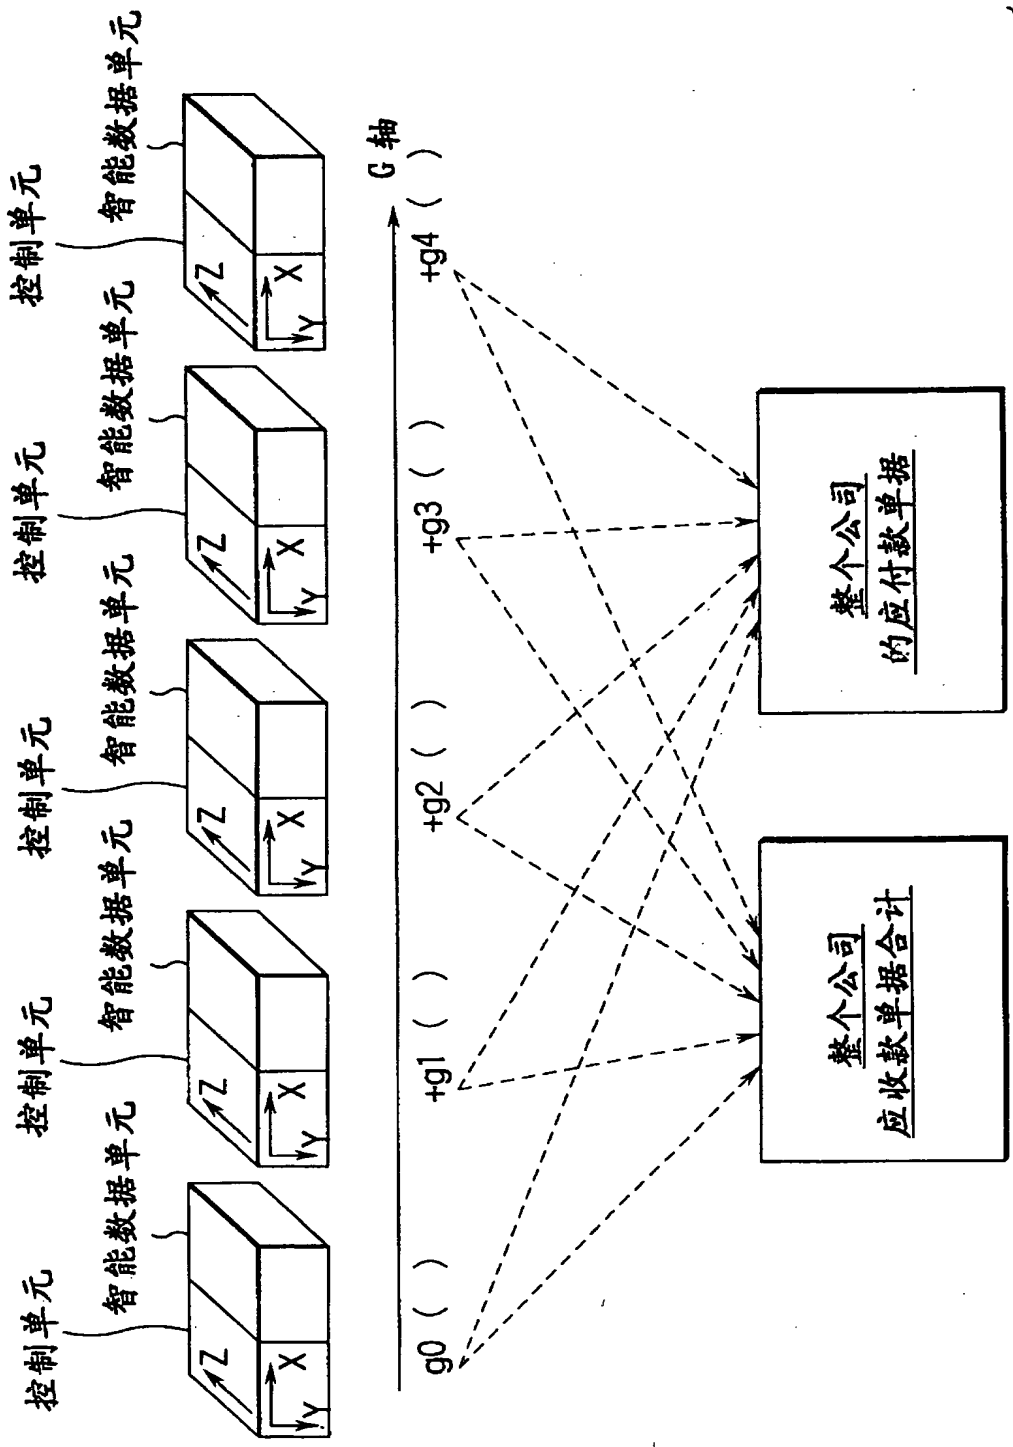 控制单元
智能数据单元
控制单元
智能数据单元
控制单元
智能数据单元
控制单元
智能数据单元
控制单元
智能数据单元
Z
X
Y
Z
X
Y
Z
X
Y
Z
X
Y
Z
X
Y
G 轴
g0 ( )
+g1 ( )
+g2 ( )
+g3 ( )
+g4 ( )
整个公司
应收款单据合计
整个公司
的应付款单据